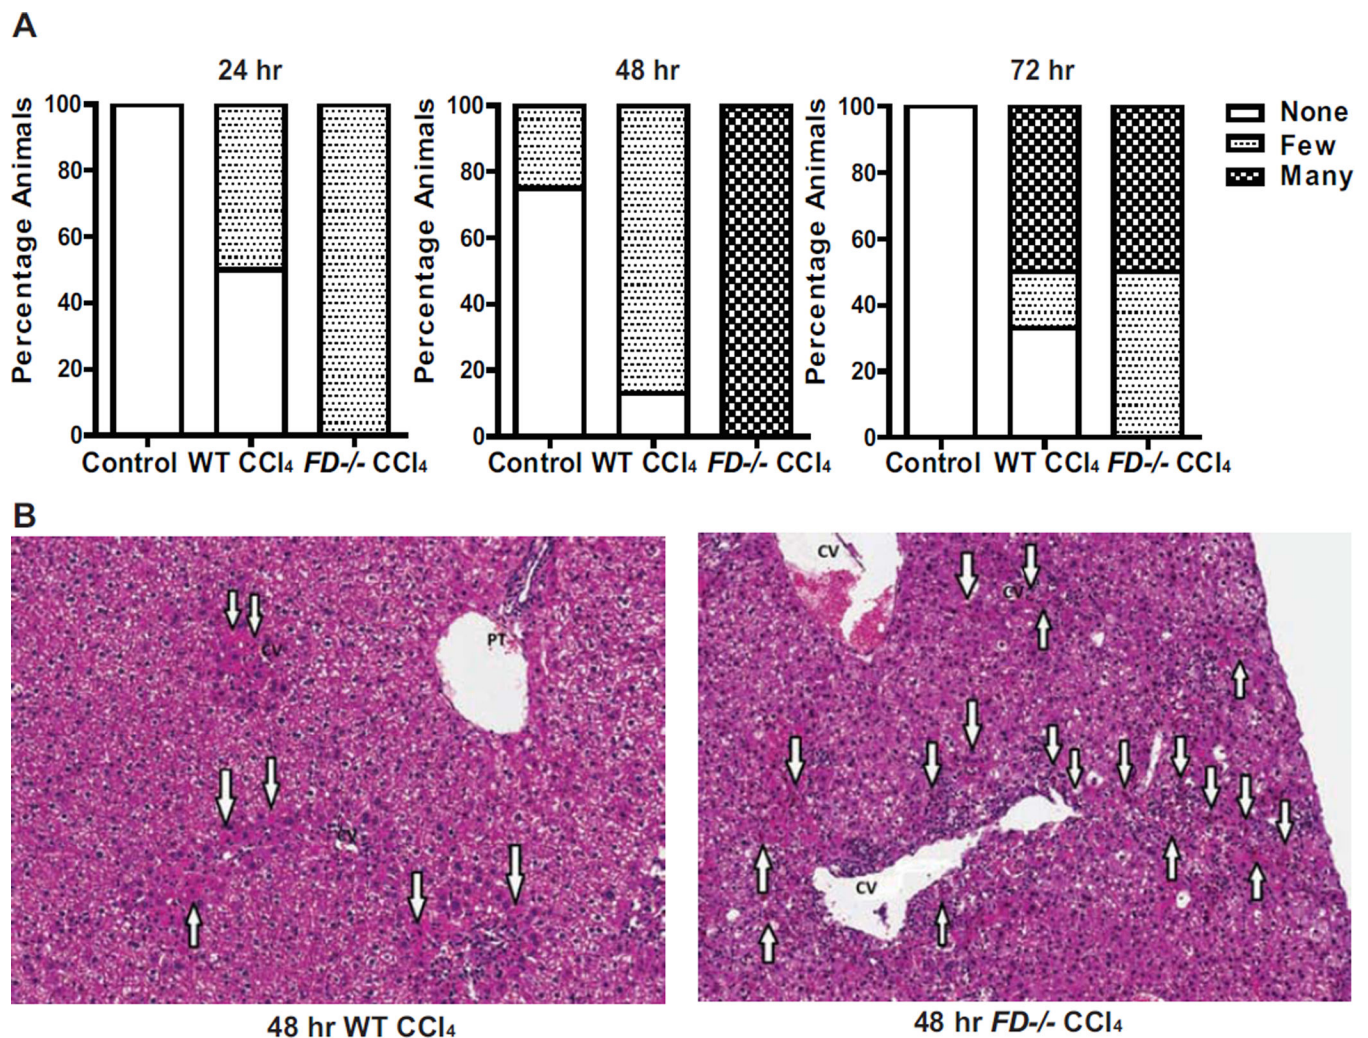 A
24 hr
48 hr
72 hr
Percentage Animals
100
80
60
40
20
0
Control WT CCl4 FD-/- CCl4
Percentage Animals
100
80
60
40
20
0
Control WT CCl4 FD-/- CCl4
Percentage Animals
100
80
60
40
20
0
Control WT CCl4 FD-/- CCl4
None
Few
Many
B
CV
PT
CV
CV
CV
CV
48 hr WT CCl4
48 hr FD-/- CCl4